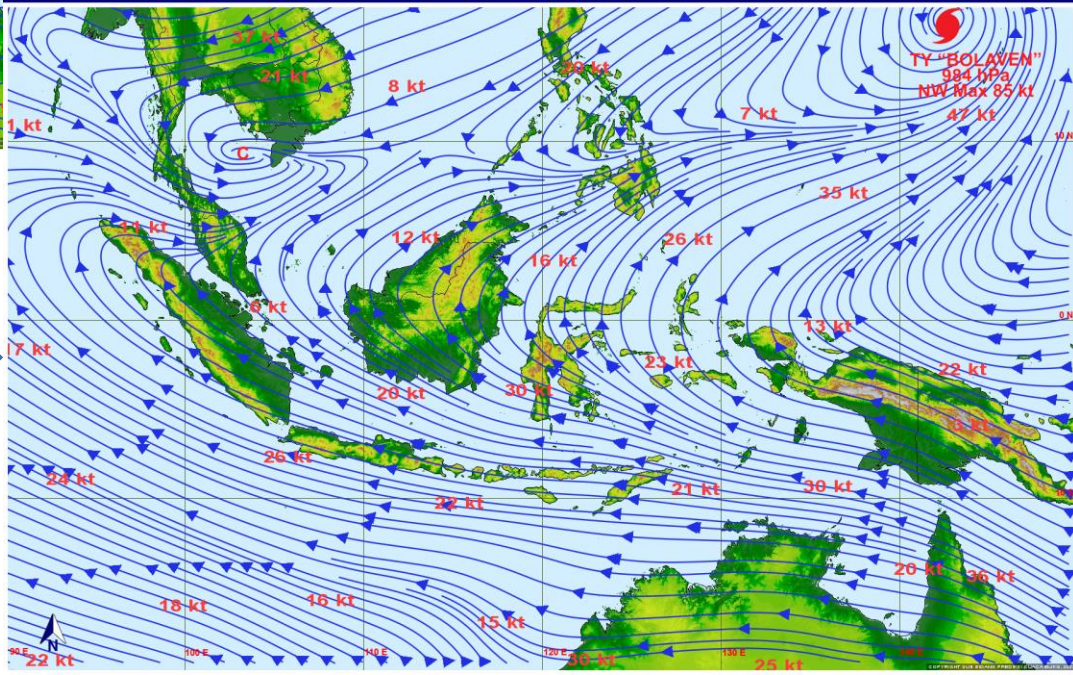 37 kt
21 kt
20 kt
8 kt
7 kt
TY "BOLAVEN"
984 hPa
NW Max 85 kt
47 kt
1 kt
10 N
C
35 kt
11 kt
12 kt
26 kt
16 kt
6 kt
0 N
13 kt
17 kt
23 kt
22 kt
20 kt
30 kt
26 kt
24 kt
22 kt
21 kt
30 kt
20 kt
36 kt
18 kt
16 kt
15 kt
N
90 E
100 E
110 E
120 E
130 E
22 kt
30 kt
25 kt